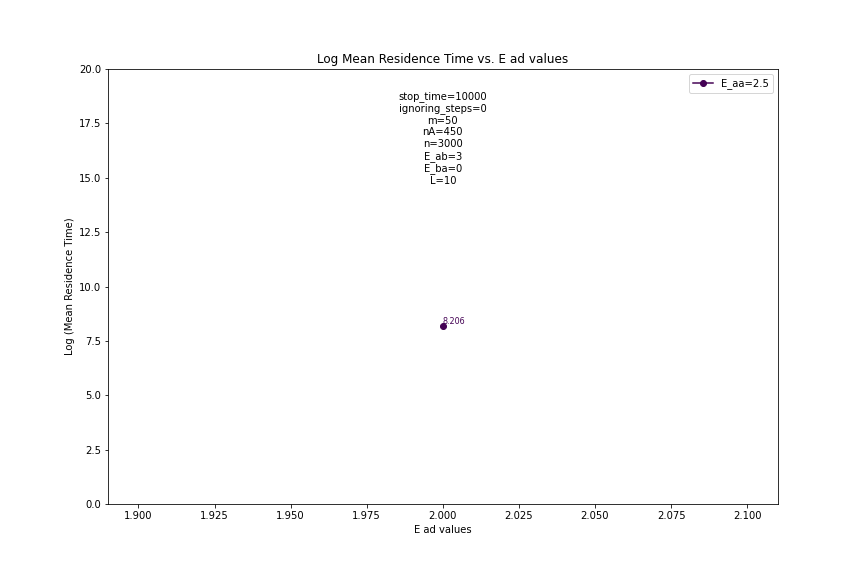 Log Mean Residence Time vs. E ad values
E_aa=2.5
stop_time=10000
ignoring_steps=0
m=50
nA=450
n=3000
E_ab=3
E_ba=0
L=10
8.206
Log (Mean Residence Time)
20.0
17.5
15.0
12.5
10.0
7.5
5.0
2.5
0.0
1.900 1.925 1.950 1.975 2.000 2.025 2.050 2.075 2.100
E ad values